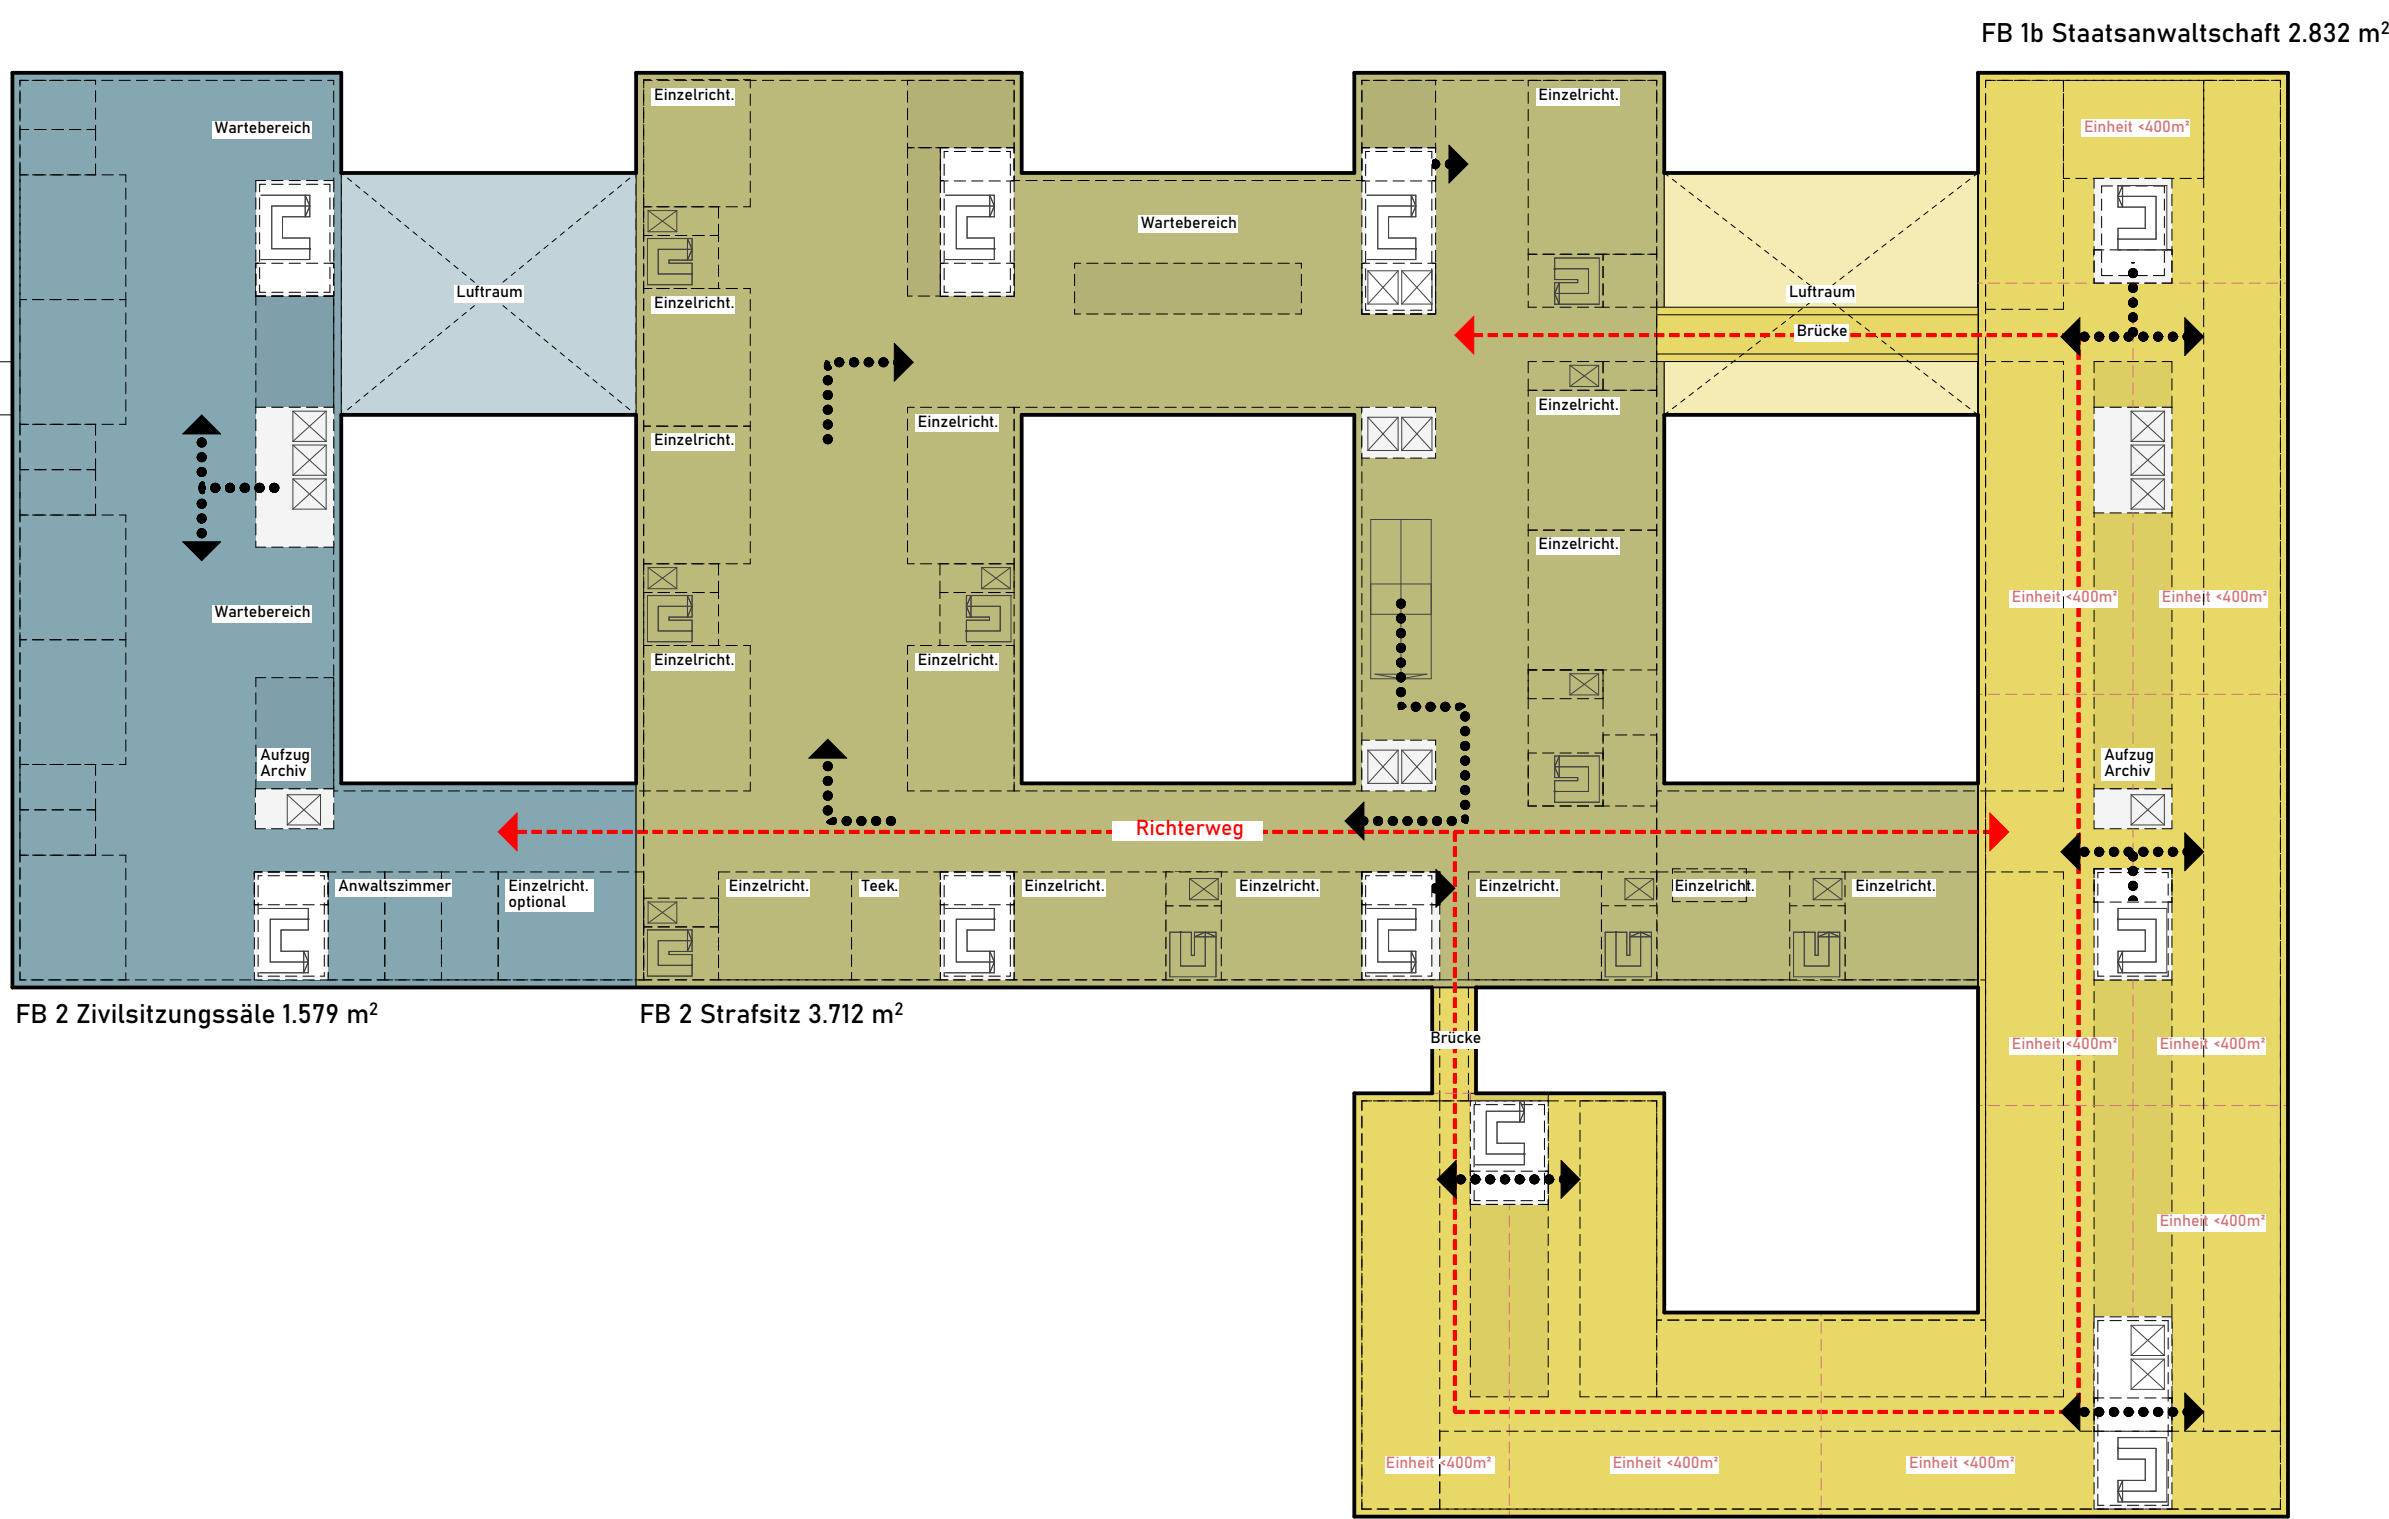 FB 1b Staatsanwaltschaft 2.832 m²
Einzelricht.
Einzelricht.
Wartebereich
Einheit <400m²
Wartebereich
Luftraum
Luftraum
Einzelricht.
Brücke
Einzelricht.
Einzelricht.
Einzelricht.
Einzelricht.
Einheit <400m²
Einheit <400m²
Wartebereich
Einzelricht.
Einzelricht.
Aufzug
Archiv
Aufzug
Archiv
Richterweg
Anwaltszimmer
Einzelricht.
optional
Einzelricht.
Teek.
Einzelricht.
Einzelricht.
Einzelricht.
Einzelricht.
Einzelricht.
FB 2 Zivilsitzungssäle 1.579 m²
FB 2 Strafsitz 3.712 m²
Brücke
Einheit <400m²
Einheit <400m²
Einheit <400m²
Einheit <400m²
Einheit <400m²
Einheit <400m²